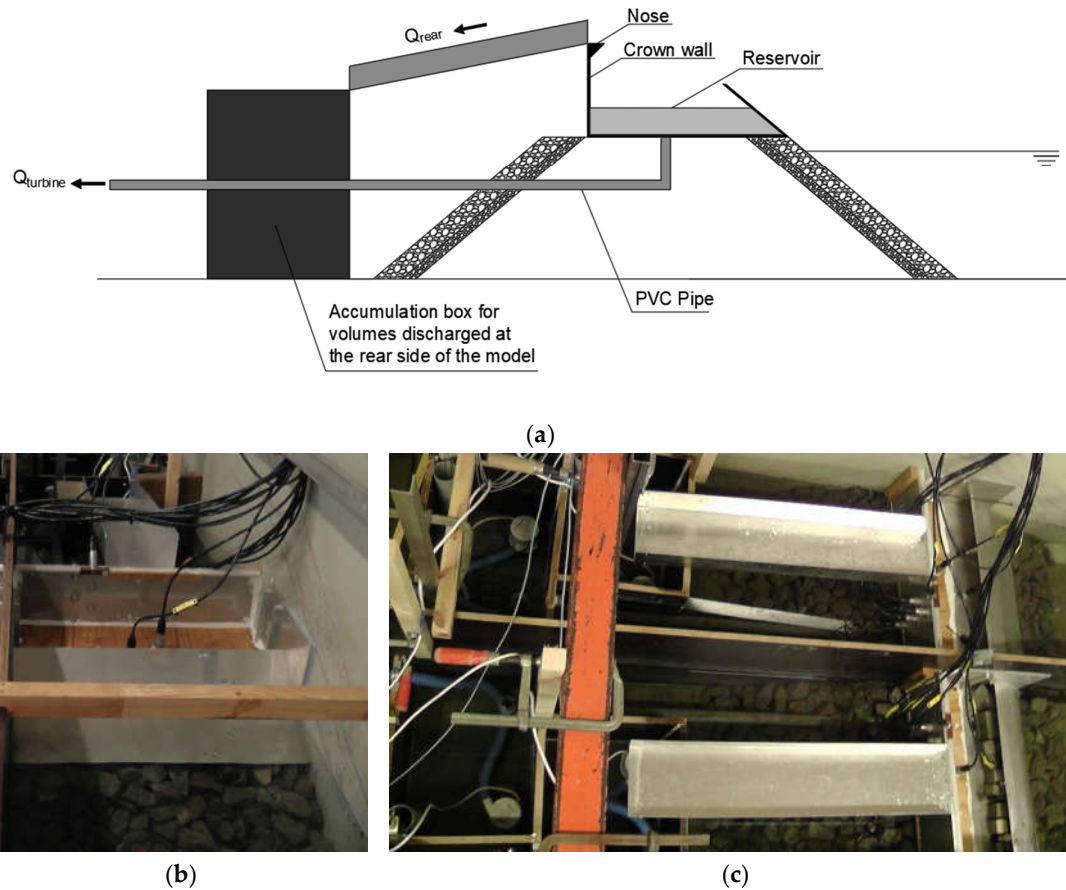 Nose
Q_rear
Crown wall
Reservoir
Q_turbine
PVC Pipe
Accumulation box for
volumes discharged at
the rear side of the model
(a)
(b)
(c)